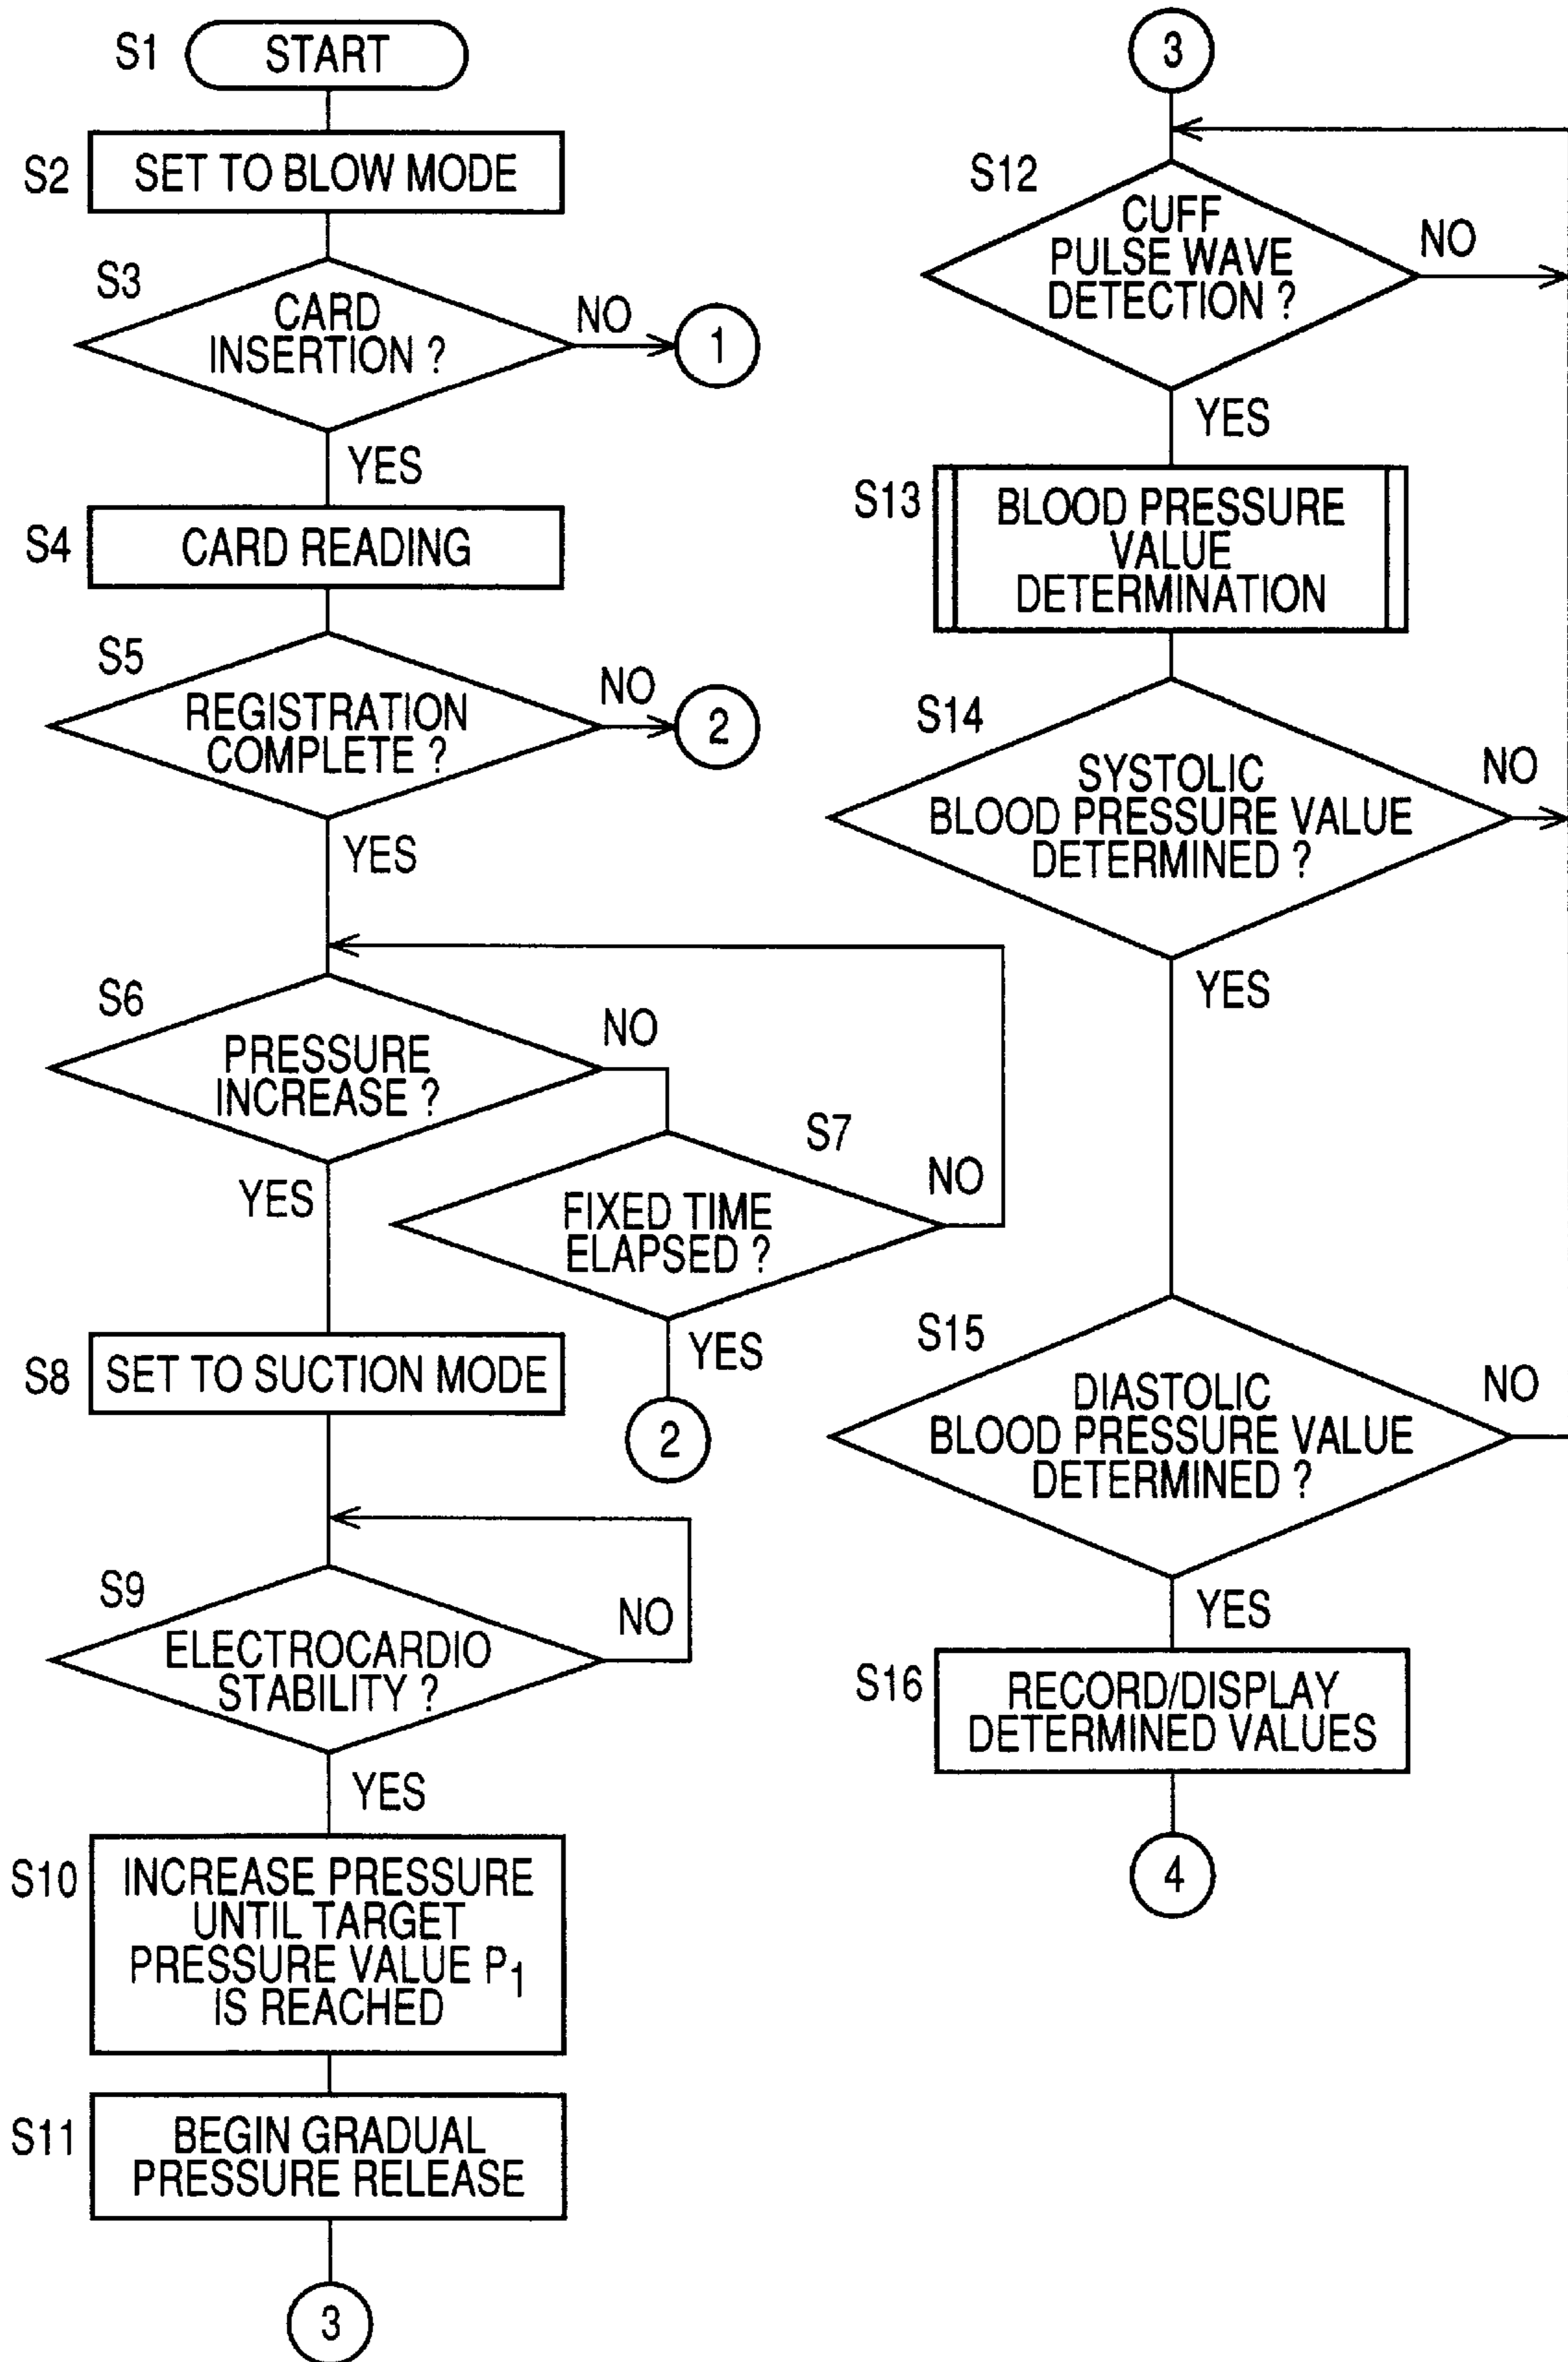 S1
START
S2
SET TO BLOW MODE
S3
CARD
INSERTION ?
NO
1
YES
S4
CARD READING
S5
REGISTRATION
COMPLETE ?
NO
2
YES
S6
PRESSURE
INCREASE ?
NO
YES
S7
FIXED TIME
ELAPSED ?
NO
YES
2
S8
SET TO SUCTION MODE
S9
ELECTROCARDIO
STABILITY ?
NO
YES
S10
INCREASE PRESSURE
UNTIL TARGET
PRESSURE VALUE P1
IS REACHED
S11
BEGIN GRADUAL
PRESSURE RELEASE
3
3
S12
CUFF
PULSE WAVE
DETECTION ?
NO
YES
S13
BLOOD PRESSURE
VALUE
DETERMINATION
S14
SYSTOLIC
BLOOD PRESSURE VALUE
DETERMINED ?
NO
YES
S15
DIASTOLIC
BLOOD PRESSURE VALUE
DETERMINED ?
NO
YES
S16
RECORD/DISPLAY
DETERMINED VALUES
4